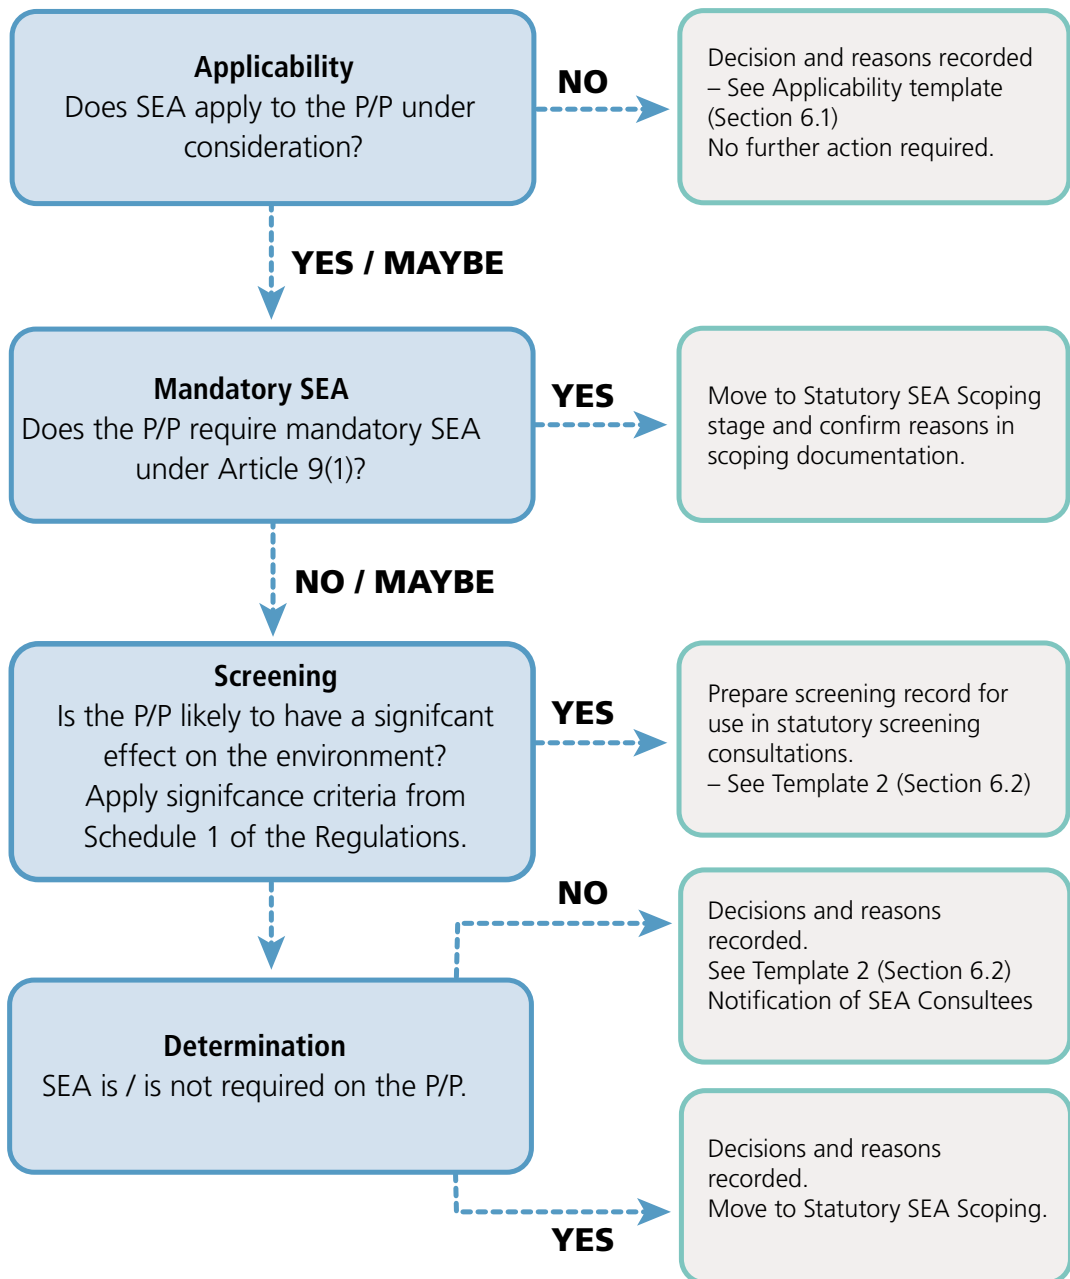 Applicability
Does SEA apply to the P/P under
consideration?
NO
Decision and reasons recorded
– See Applicability template
(Section 6.1)
No further action required.
YES / MAYBE
Mandatory SEA
Does the P/P require mandatory SEA
under Article 9(1)?
YES
Move to Statutory SEA Scoping
stage and confirm reasons in
scoping documentation.
NO / MAYBE
Screening
Is the P/P likely to have a signifcant
effect on the environment?
Apply signifcance criteria from
Schedule 1 of the Regulations.
YES
Prepare screening record for
use in statutory screening
consultations.
– See Template 2 (Section 6.2)
Determination
SEA is / is not required on the P/P.
NO
Decisions and reasons
recorded.
See Template 2 (Section 6.2)
Notification of SEA Consultees
YES
Decisions and reasons
recorded.
Move to Statutory SEA Scoping.